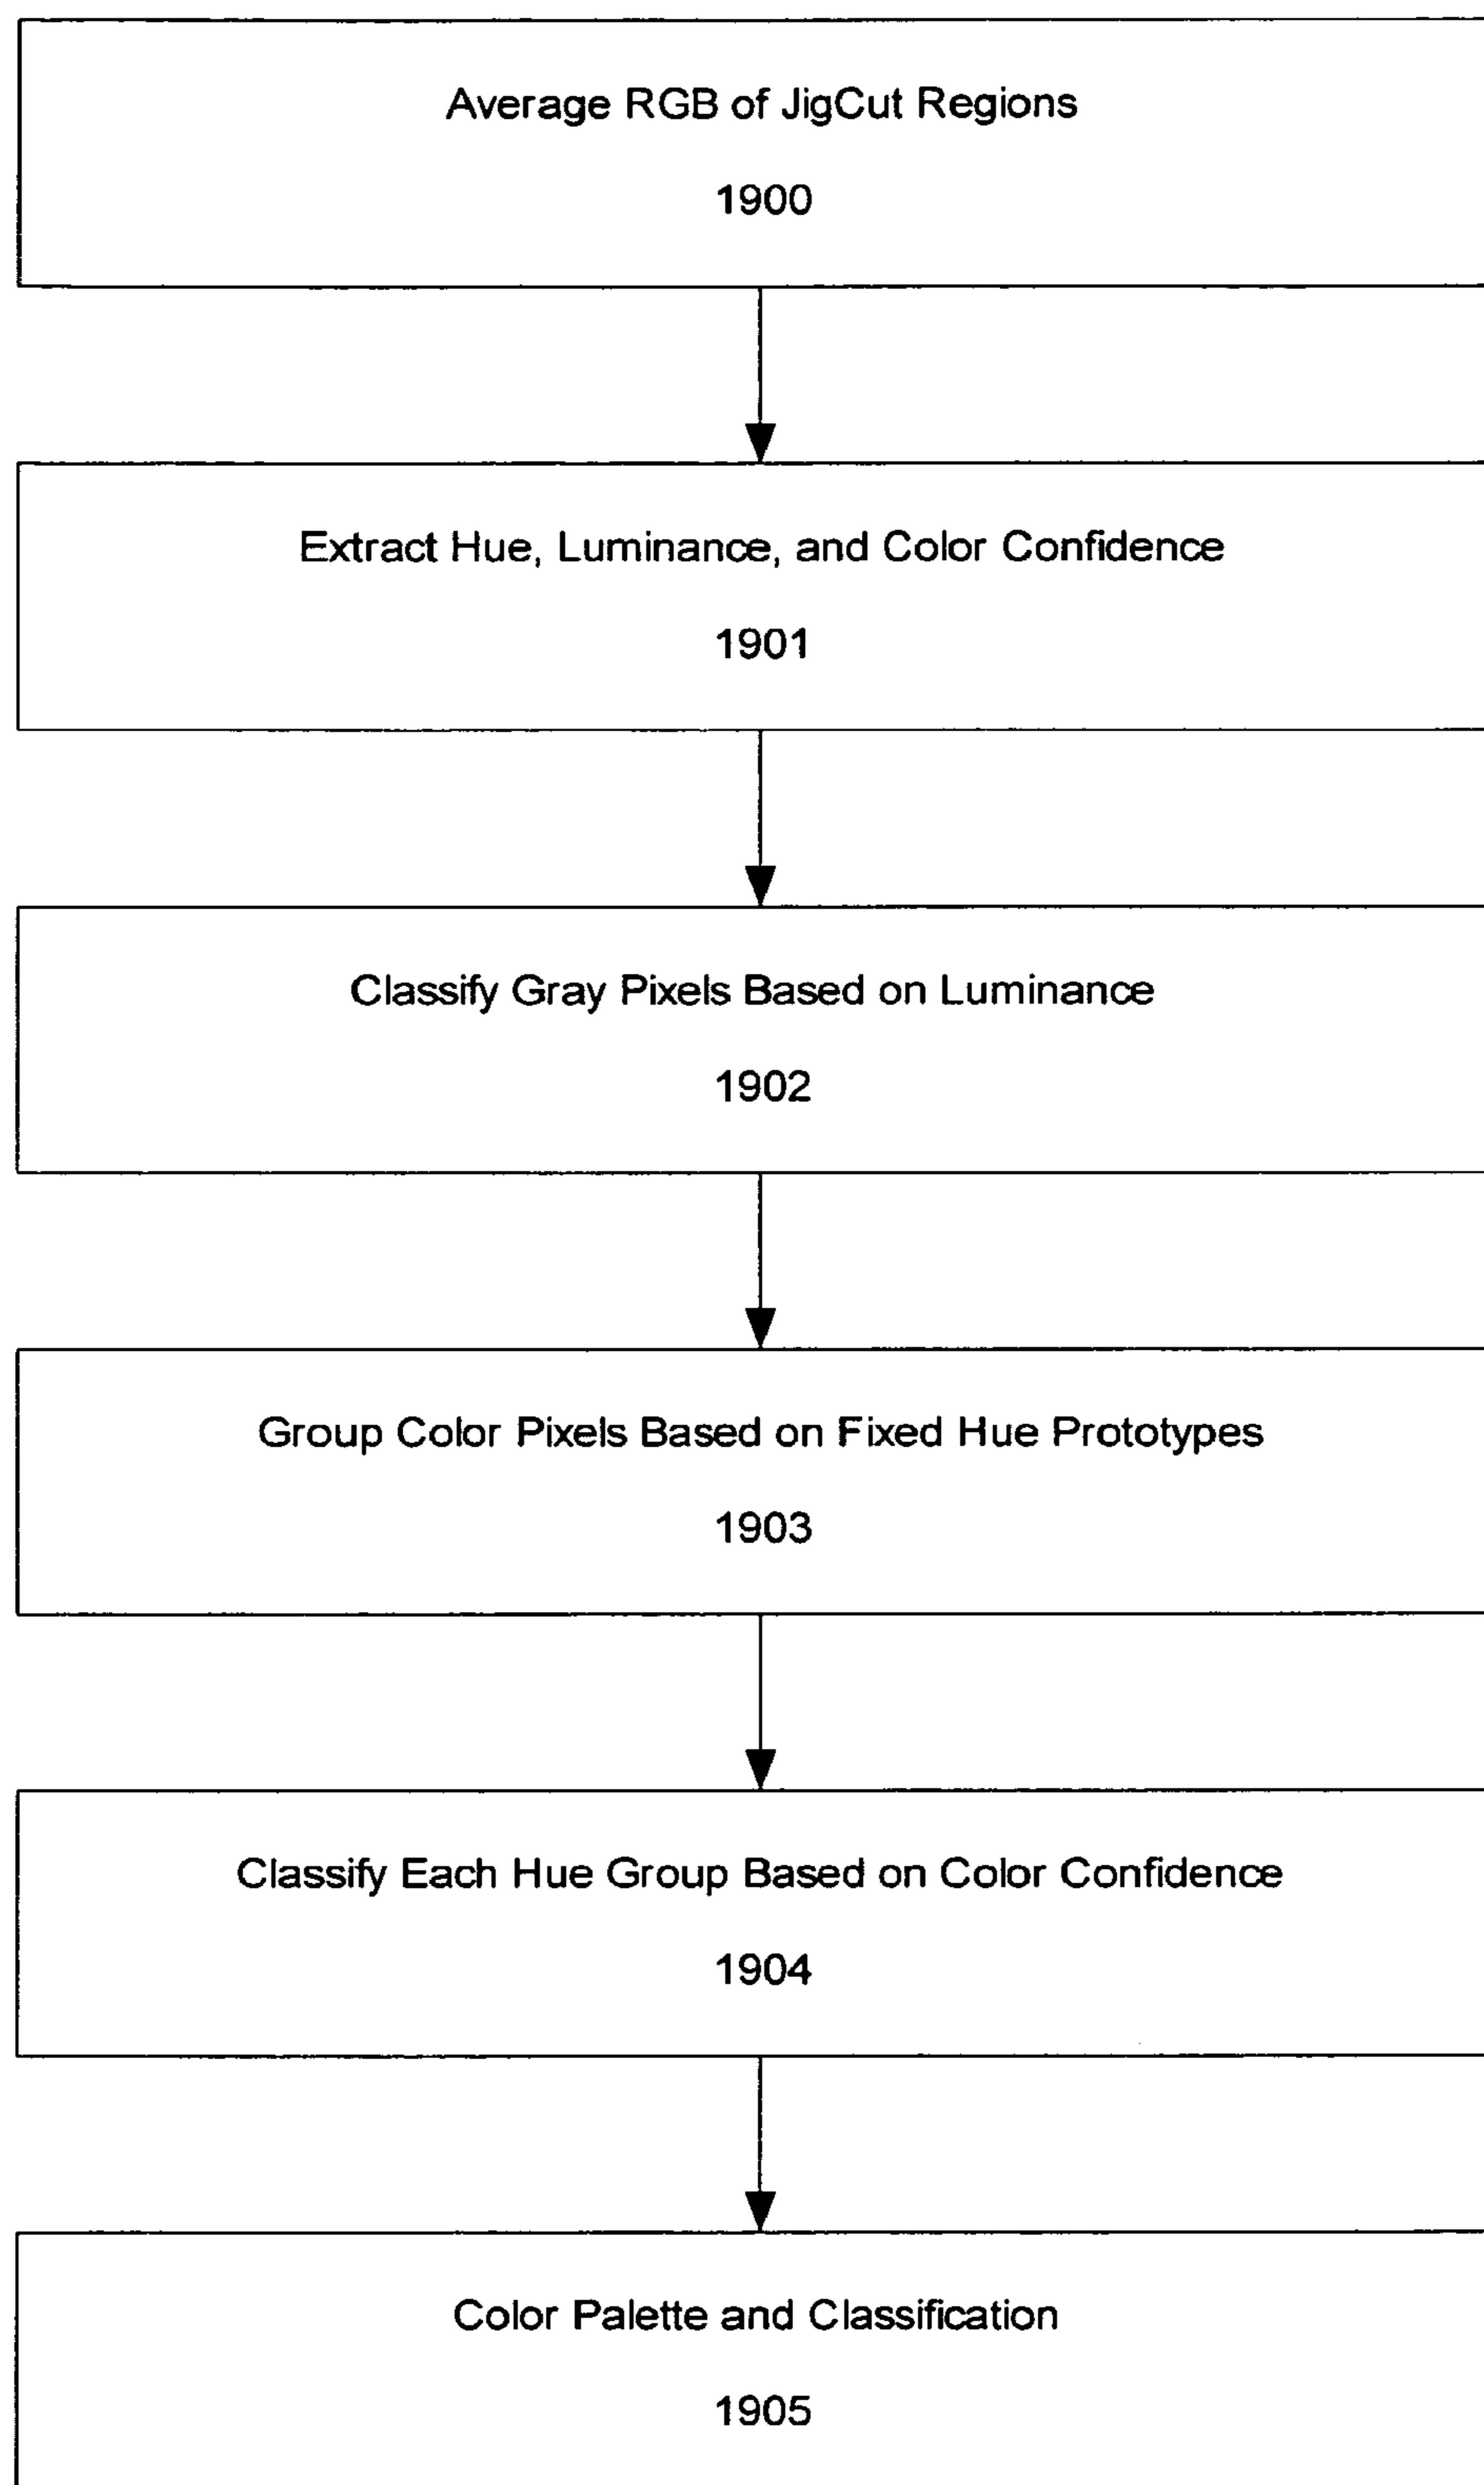 Average RGB of JigCut Regions
1900
Extract Hue, Luminance, and Color Confidence
1901
Classify Gray Pixels Based on Luminance
1902
Group Color Pixels Based on Fixed Hue Prototypes
1903
Classify Each Hue Group Based on Color Confidence
1904
Color Palette and Classification
1905